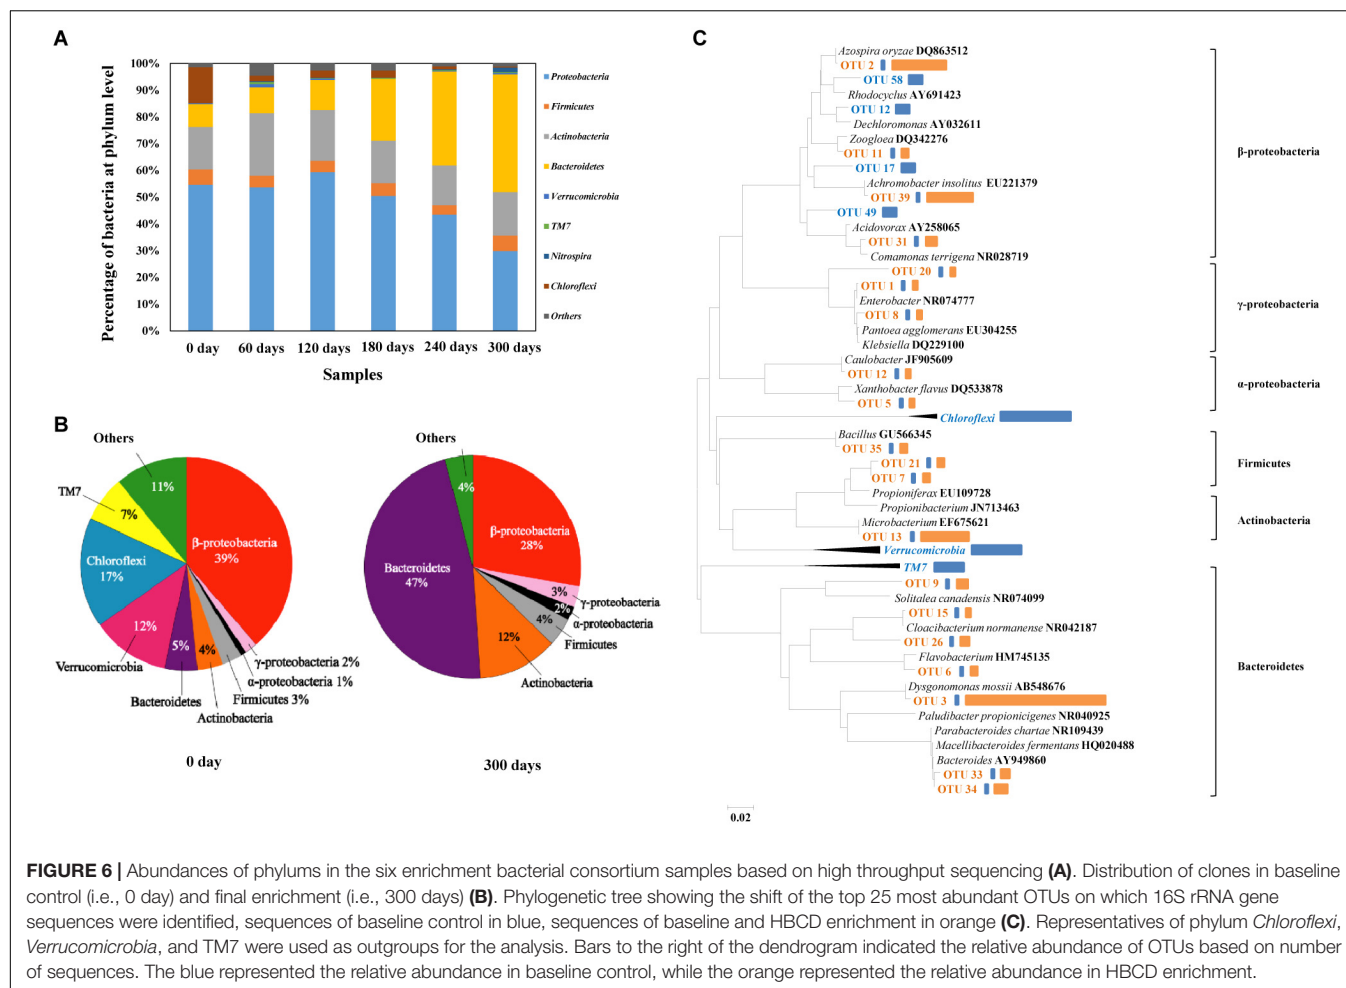 A
Percentage of bacteria at phylum level
100%
90%
80%
70%
60%
50%
40%
30%
20%
10%
0%
0 day 60 days 120 days 180 days 240 days 300 days
Samples
Proteobacteria
Firmicutes
Actinobacteria
Bacteroidetes
Verrucomicrobia
TM7
Nitrospira
Chloroflexi
Orthers
B
Others
11%
TM7
7%
Chloroflexi
17%
β-proteobacteria
39%
12%
Verrucomicrobia
5%
Bacteroidetes
4%
Actinobacteria
Firmicutes 3%
α-proteobacteria 1%
γ-proteobacteria 2%
0 day
Others
4%
β-proteobacteria
28%
Bacteroidetes
47%
3%
γ-proteobacteria
2%
α-proteobacteria
4%
Firmicutes
12%
Actinobacteria
300 days
C
Azospira oryzae DQ863512
OTU 2
OTU 58
Rhodocyclus AY691423
OTU 12
Dechloromonas AY032611
Zoogloea DQ342276
OTU 11
OTU 17
Achromobacter insolitus EU221379
OTU 39
OTU 49
Acidovorax AY258065
OTU 31
Comamonas terrigena NR028719
β-proteobacteria
OTU 20
OTU 1
Enterobacter NR074777
OTU 8
Pantoea agglomerans EU304255
Klebsiella DQ229100
γ-proteobacteria
Caulobacter JF905609
OTU 12
Xanthobacter flavus DQ533878
OTU 5
α-proteobacteria
Chloroflexi
Bacillus GU566345
OTU 35
OTU 21
OTU 7
Firmicutes
Propioniferax EU109728
Propionibacterium JN713463
Microbacterium EF675621
OTU 13
Actinobacteria
Verrucomicrobia
TM7
OTU 9
Solitalea canadensis NR074099
OTU 15
Cloacibacterium normanense NR042187
OTU 26
Flavobacterium HM745135
OTU 6
Dysgonomonas mossii AB548676
OTU 3
Paludibacter propionicigenes NR040925
Parabacteroides chartae NR109439
Macellibacteroides fermentans HQ020488
Bacteroides AY949860
OTU 33
OTU 34
Bacteroidetes
0.02
FIGURE 6 | Abundances of phylums in the six enrichment bacterial consortium samples based on high throughput sequencing (A). Distribution of clones in baseline
control (i.e., 0 day) and final enrichment (i.e., 300 days) (B). Phylogenetic tree showing the shift of the top 25 most abundant OTUs on which 16S rRNA gene
sequences were identified, sequences of baseline control in blue, sequences of baseline and HBCD enrichment in orange (C). Representatives of phylum Chloroflexi,
Verrucomicrobia, and TM7 were used as outgroups for the analysis. Bars to the right of the dendrogram indicated the relative abundance of OTUs based on number
of sequences. The blue represented the relative abundance in baseline control, while the orange represented the relative abundance in HBCD enrichment.